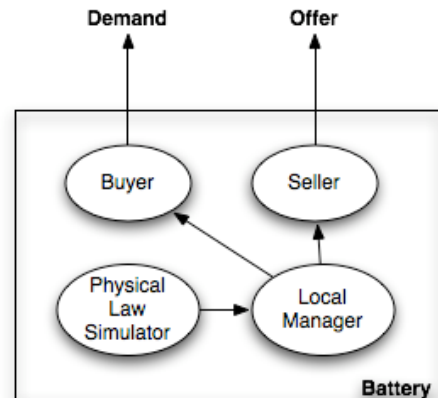 Demand
Offer
Buyer
Seller
Physical
Law
Simulator
Local
Manager
Battery